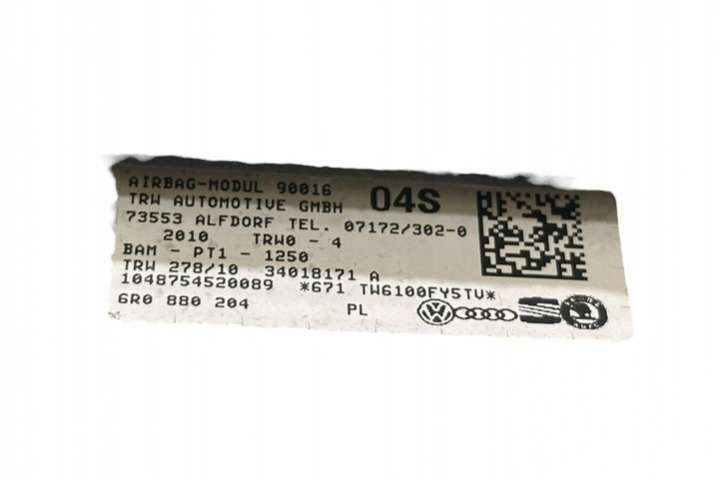 AIRBAG-MODUL 90016
TRW AUTOMOTIVE GMBH 04S
73553 ALFDORF TEL. 07172/302-0
2010 TRW0 - 4
BAM - PT1 - 1250
TRW 278/10 34018171 A
1048754520089 *671 TW6100FY5TV*
6R0 880 204 PL